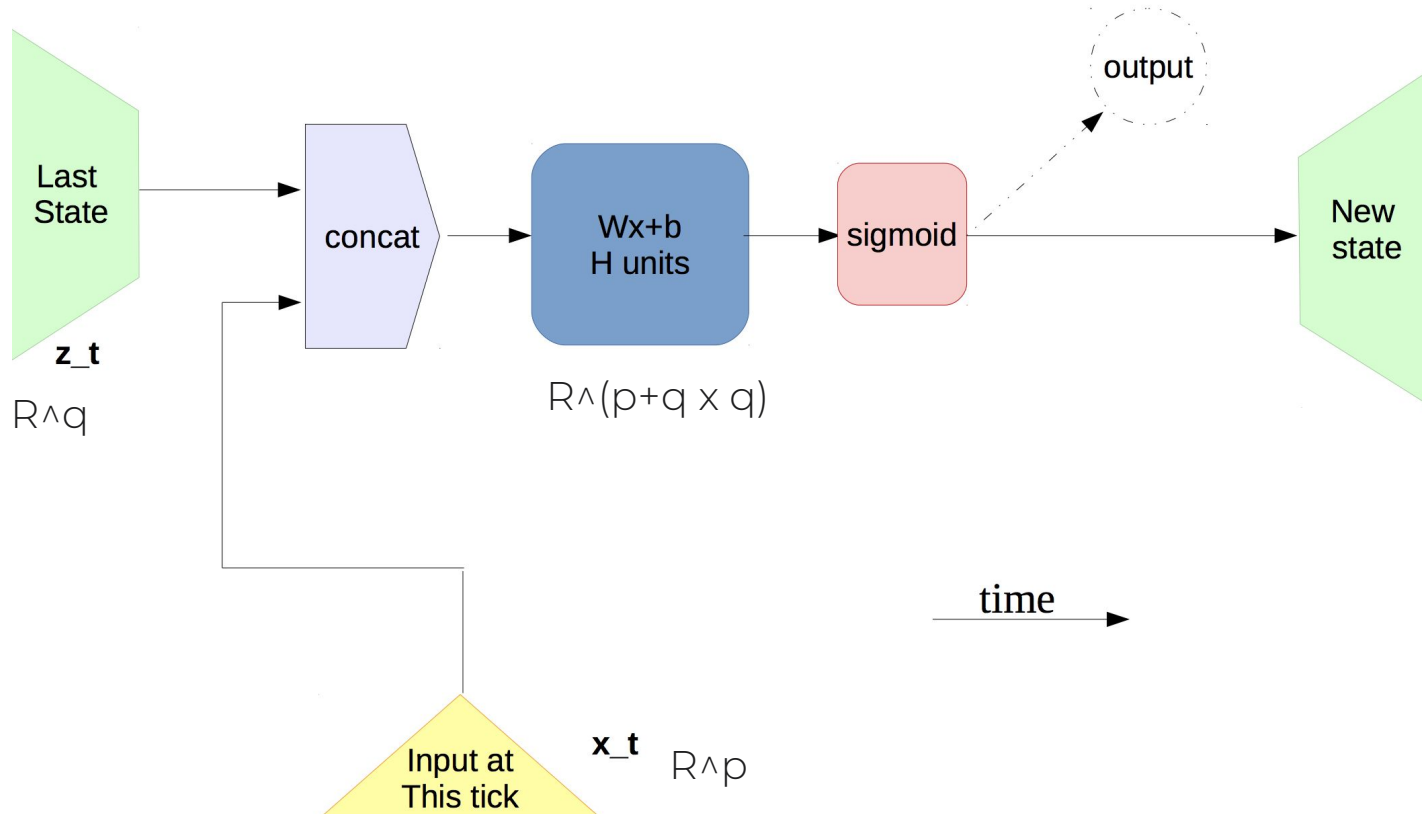 output
Last
State
concat
Wx+b
H units
sigmoid
New
state
z_t
R^q
R^(p+q x q)
time
x_t
R^p
Input at
This tick